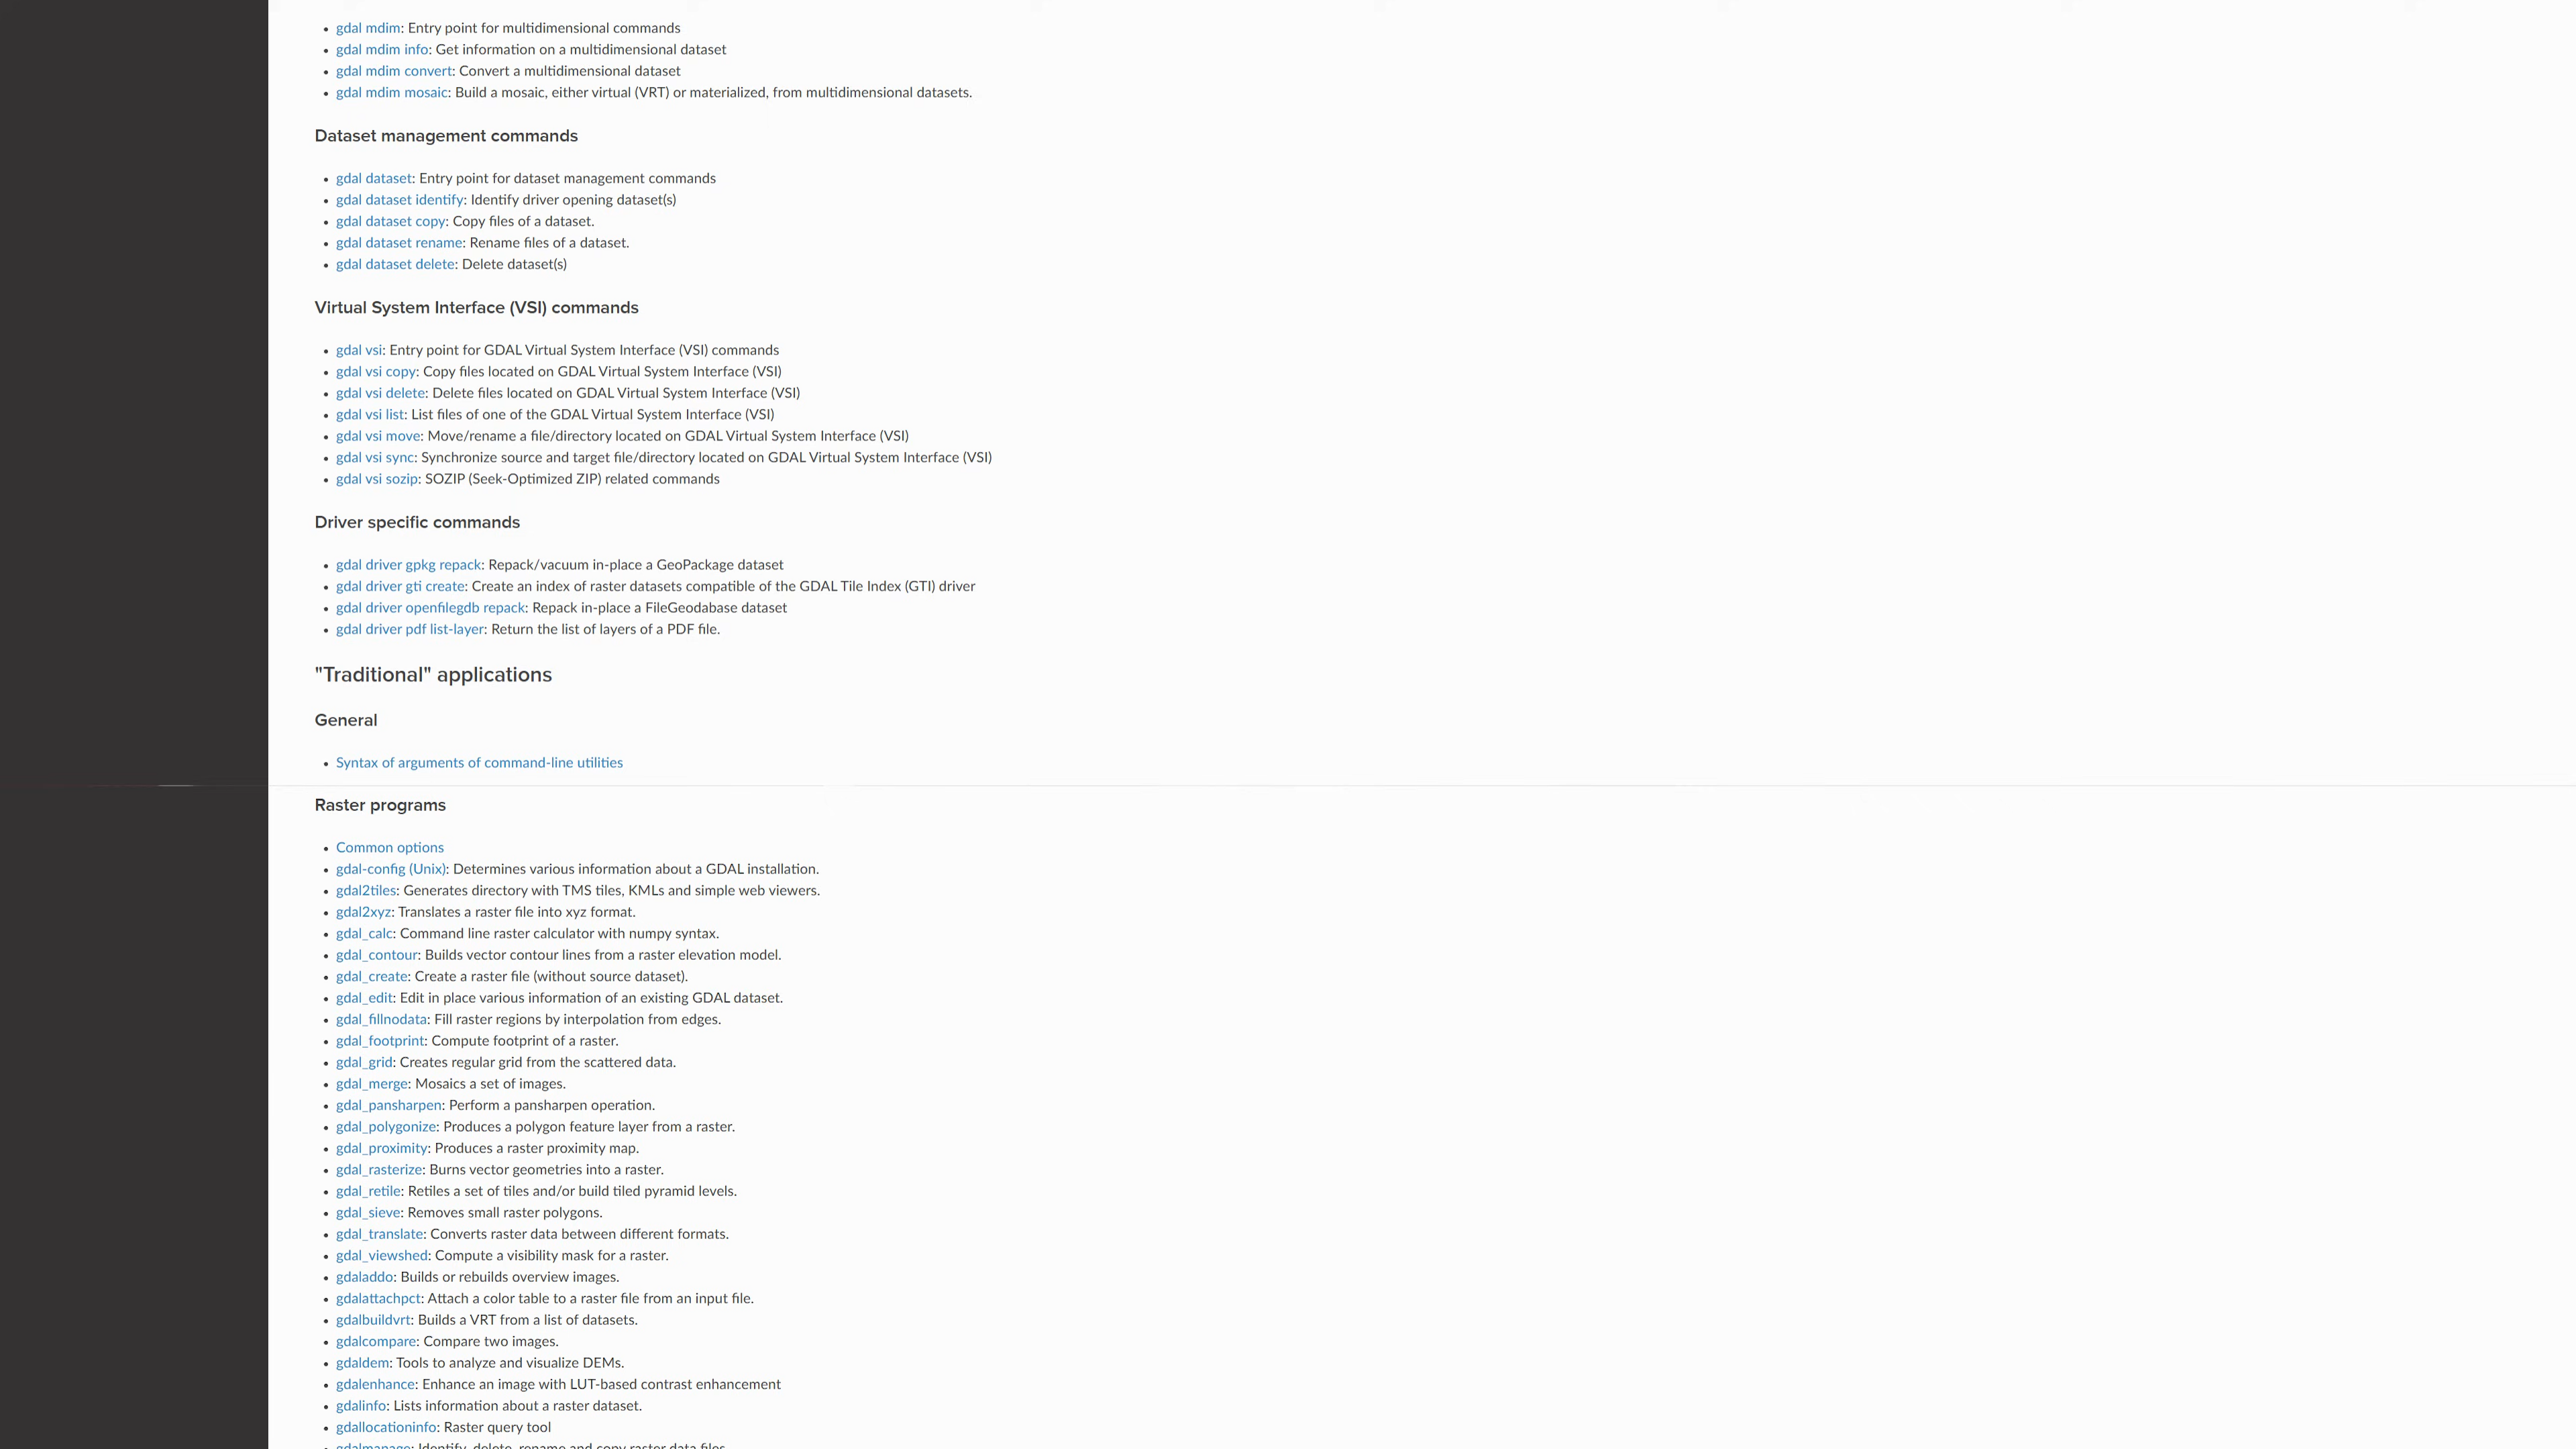 gdal mdim: Entry point for multidimensional commands
gdal mdim info: Get information on a multidimensional dataset
gdal mdim convert: Convert a multidimensional dataset
gdal mdim mosaic: Build a mosaic, either virtual (VRT) or materialized, from multidimensional datasets.
Dataset management commands
gdal dataset: Entry point for dataset management commands
gdal dataset identify: Identify driver opening dataset(s)
gdal dataset copy: Copy files of a dataset.
gdal dataset rename: Rename files of a dataset.
gdal dataset delete: Delete dataset(s)
Virtual System Interface (VSI) commands
gdal vsi: Entry point for GDAL Virtual System Interface (VSI) commands
gdal vsi copy: Copy files located on GDAL Virtual System Interface (VSI)
gdal vsi delete: Delete files located on GDAL Virtual System Interface (VSI)
gdal vsi list: List files of one of the GDAL Virtual System Interface (VSI)
gdal vsi move: Move/rename a file/directory located on GDAL Virtual System Interface (VSI)
gdal vsi sync: Synchronize source and target file/directory located on GDAL Virtual System Interface (VSI)
gdal vsi sozip: SOZIP (Seek-Optimized ZIP) related commands
Driver specific commands
gdal driver gpkg repack: Repack/vacuum in-place a GeoPackage dataset
gdal driver gti create: Create an index of raster datasets compatible of the GDAL Tile Index (GTI) driver
gdal driver openfilegdb repack: Repack in-place a FileGeodabase dataset
gdal driver pdf list-layer: Return the list of layers of a PDF file.
"Traditional" applications
General
Syntax of arguments of command-line utilities
Raster programs
Common options
gdal-config (Unix): Determines various information about a GDAL installation.
gdal2tiles: Generates directory with TMS tiles, KMLs and simple web viewers.
gdal2xyz: Translates a raster file into xyz format.
gdal_calc: Command line raster calculator with numpy syntax.
gdal_contour: Builds vector contour lines from a raster elevation model.
gdal_create: Create a raster file (without source dataset).
gdal_edit: Edit in place various information of an existing GDAL dataset.
gdal_fillnodata: Fill raster regions by interpolation from edges.
gdal_footprint: Compute footprint of a raster.
gdal_grid: Creates regular grid from the scattered data.
gdal_merge: Mosaics a set of images.
gdal_pansharpen: Perform a pansharpen operation.
gdal_polygonize: Produces a polygon feature layer from a raster.
gdal_proximity: Produces a raster proximity map.
gdal_rasterize: Burns vector geometries into a raster.
gdal_retile: Retiles a set of tiles and/or build tiled pyramid levels.
gdal_sieve: Removes small raster polygons.
gdal_translate: Converts raster data between different formats.
gdal_viewshed: Compute a visibility mask for a raster.
gdaladdo: Builds or rebuilds overview images.
gdalattachpct: Attach a color table to a raster file from an input file.
gdalbuildvrt: Builds a VRT from a list of datasets.
gdalcompare: Compare two images.
gdaldem: Tools to analyze and visualize DEMs.
gdalenhance: Enhance an image with LUT-based contrast enhancement
gdalinfo: Lists information about a raster dataset.
gdallocationinfo: Raster query tool
gdalmanage: Identify, delete, rename and copy raster data files.